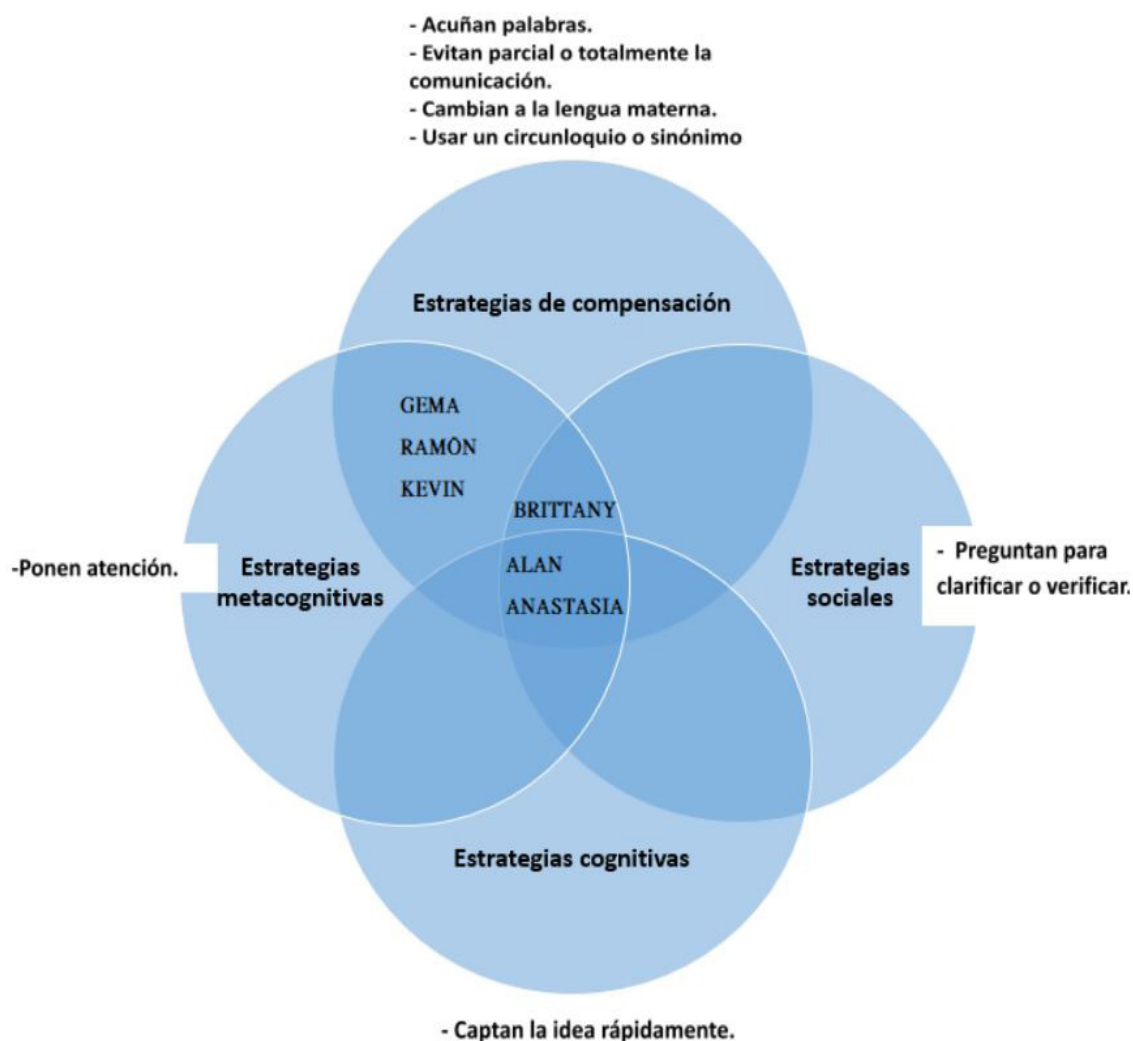 - Acuñan palabras.
- Evitan parcial o totalmente la
comunicación.
- Cambian a la lengua materna.
- Usar un circunloquio o sinónimo
Estrategias de compensación
GEMA
RAMÓN
KEVIN
BRITTANY
-Ponen atención.
Estrategias
metacognitivas
ALAN
ANASTASIA
Estrategias
sociales
- Preguntan para
clarificar o verificar.
Estrategias cognitivas
- Captan la idea rápidamente.